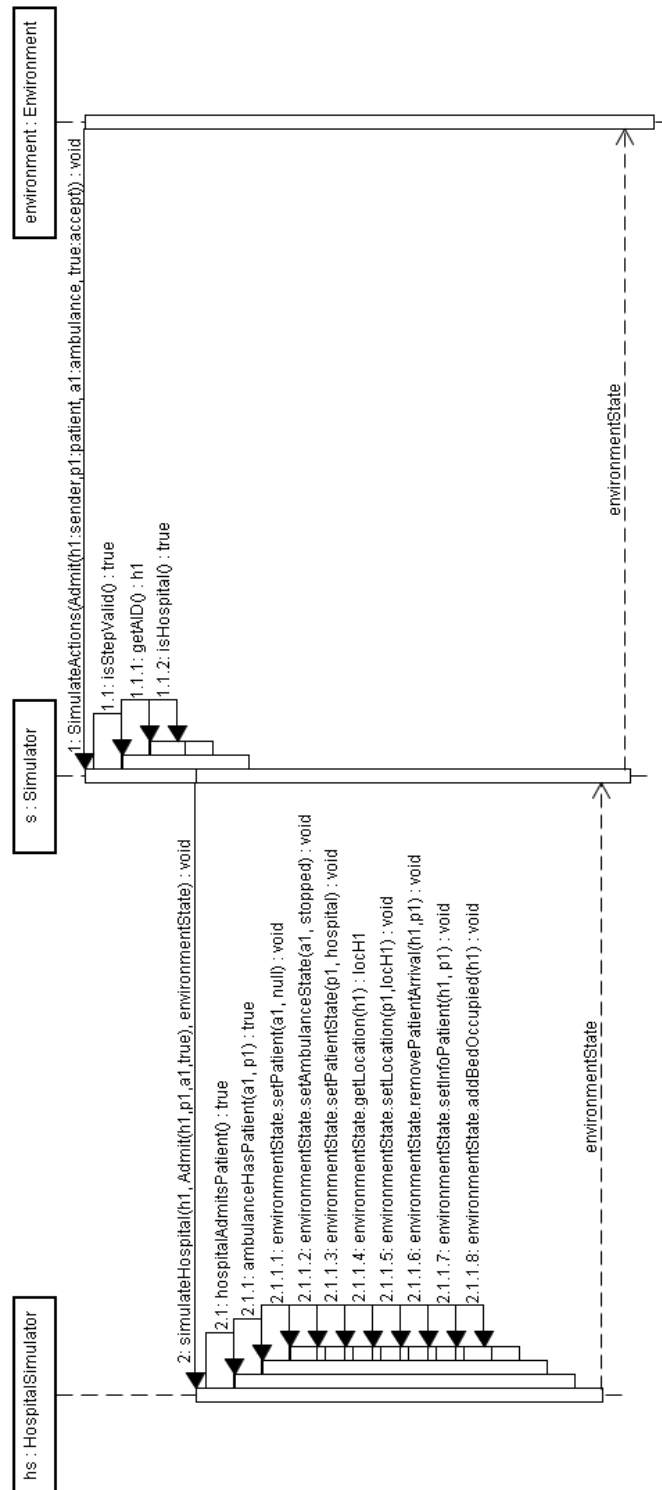 hs : HospitalSimulator
s : Simulator
environment : Environment
1: SimulateActions(Admit(h1:sender,p1:patient, a1:ambulance, true:accept)) : void
1.1: isStepValid() : true
1.1.1: getAID() : h1
1.1.2: isHospital() : true
2: simulateHospital(h1, Admit(h1,p1,a1,true), environmentState) : void
2.1: hospitalAdmitsPatient() : true
2.1.1: ambulanceHasPatient(a1, p1) : true
2.1.1.1: environmentState.setPatient(a1, null) : void
2.1.1.2: environmentState.setAmbulanceState(a1, stopped) : void
2.1.1.3: environmentState.setPatientState(p1, hospital) : void
2.1.1.4: environmentState.getLocation(h1) : locH1
2.1.1.5: environmentState.setLocation(p1,locH1) : void
2.1.1.6: environmentState.removePatientArrival(h1,p1) : void
2.1.1.7: environmentState.setInfoPatient(h1, p1) : void
2.1.1.8: environmentState.addBedOccupied(h1) : void
environmentState
environmentState